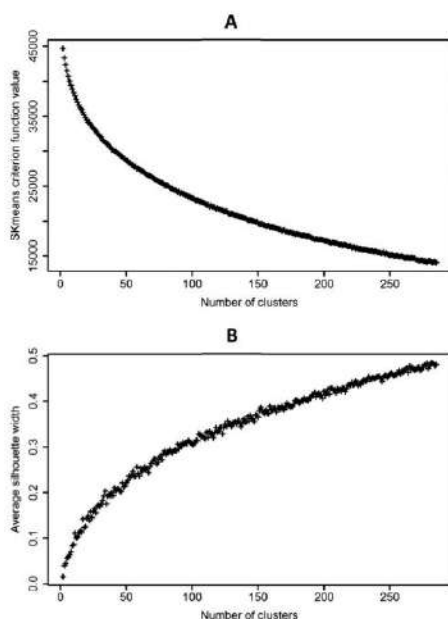 A
SKmeans criterion function value
45000
35000
25000
15000
0 50 100 150 200 250
Number of clusters
B
Average silhouette width
0.5
0.4
0.3
0.2
0.1
0.0
0 50 100 150 200 250
Number of clusters